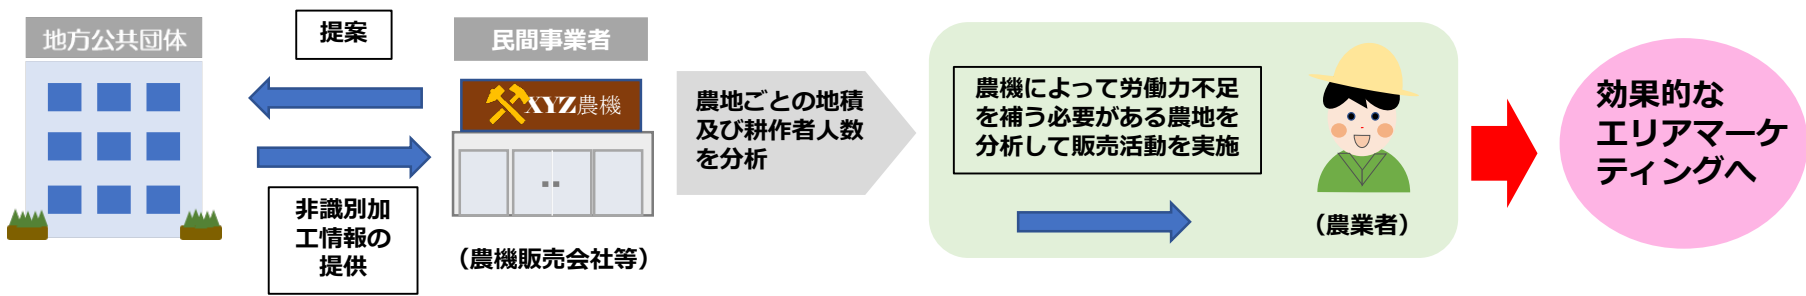 地方公共団体
提案
非識別加
工情報の
提供
民間事業者
XYZ農機
（農機販売会社等）
農地ごとの地積
及び耕作者人数
を分析
農機によって労働力不足
を補う必要がある農地を
分析して販売活動を実施
（農業者）
効果的な
エリアマーケ
ティングへ